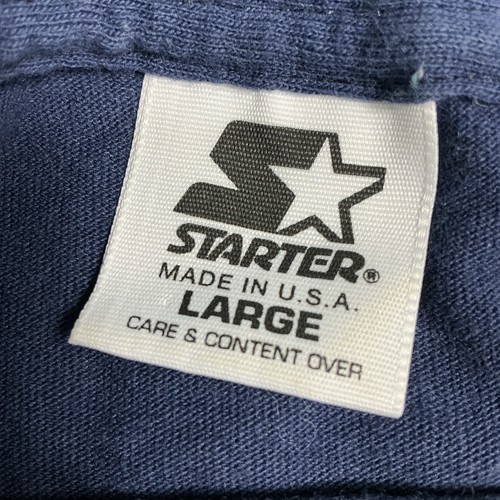 STARTER®
MADE IN U.S.A.
LARGE
CARE & CONTENT OVER